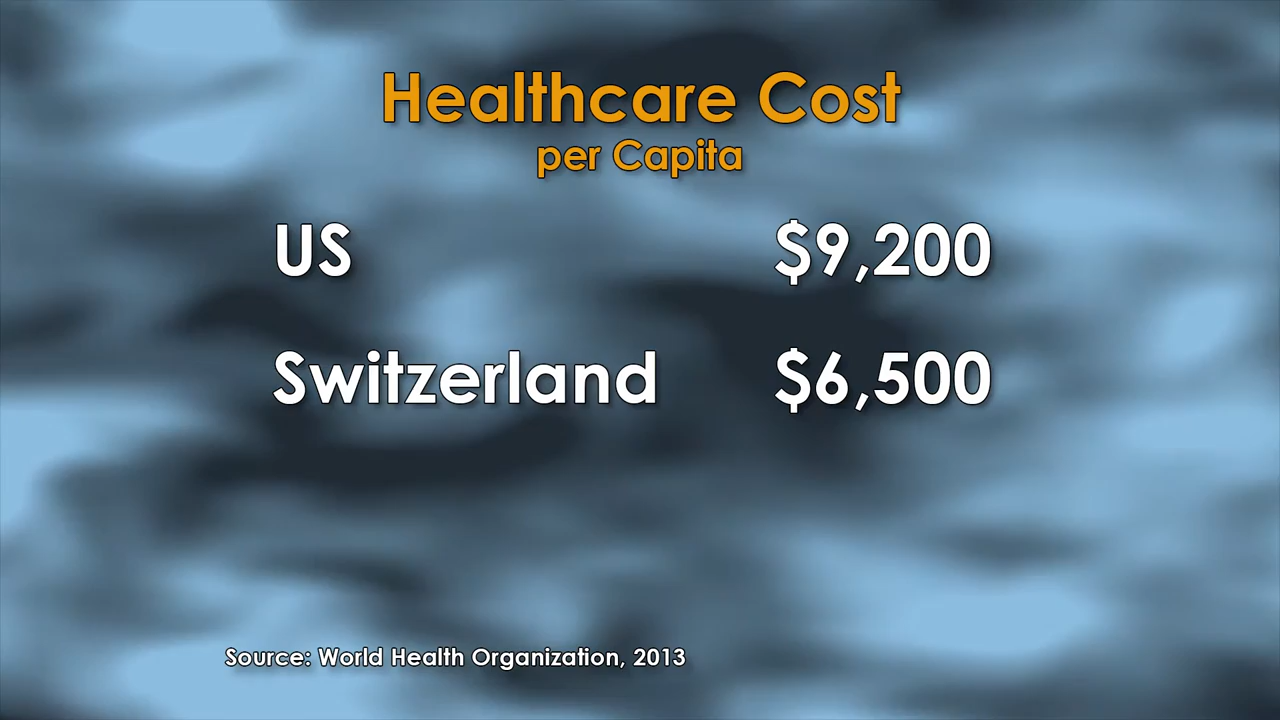 Healthcare Cost
per Capita
US $9,200
Switzerland $6,500
Source: World Health Organization, 2013